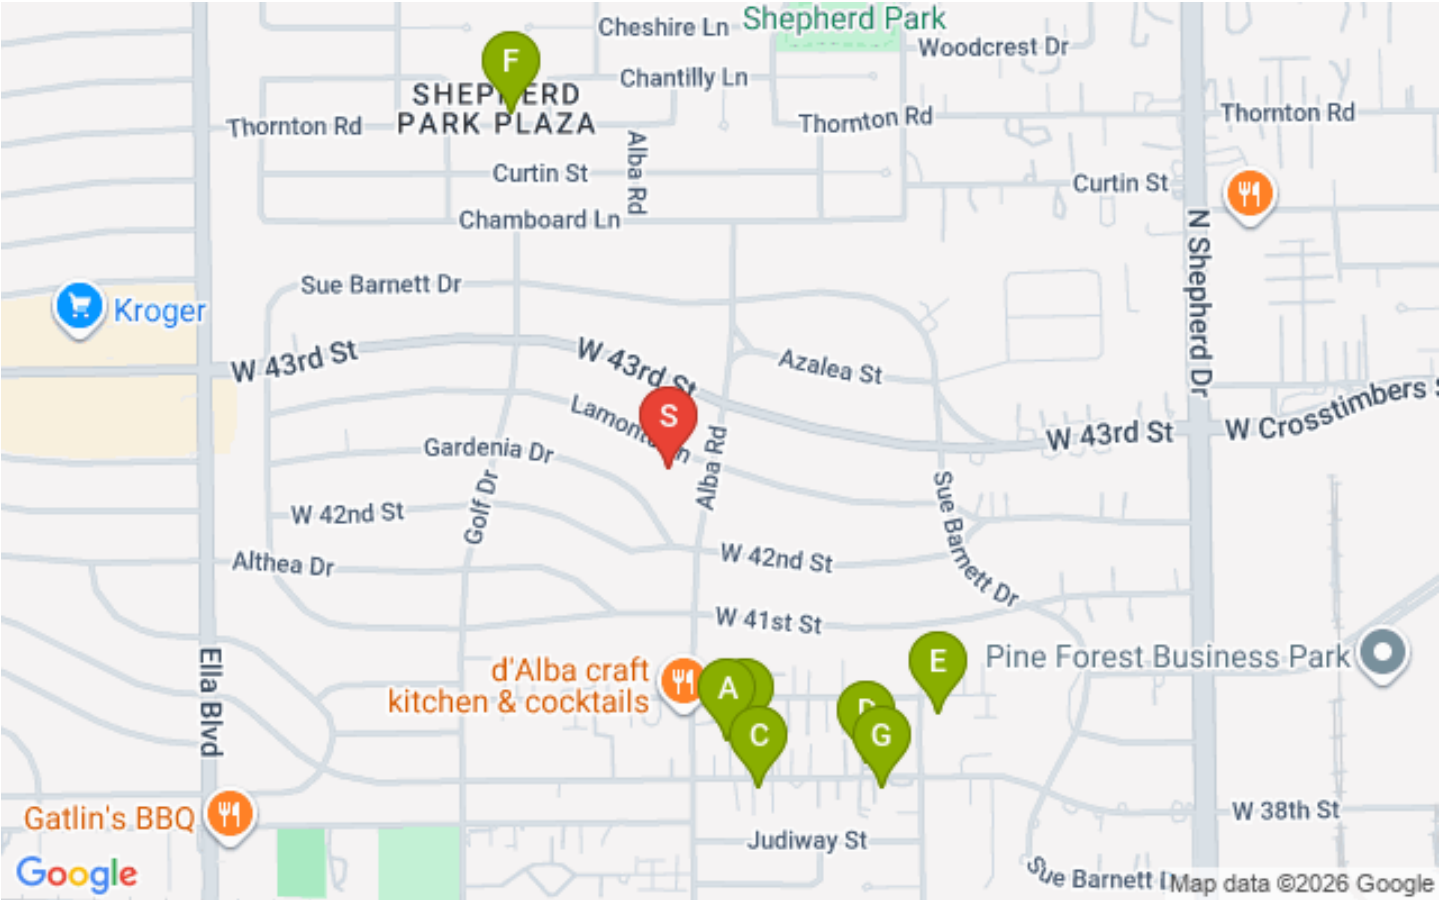 Cheshire Ln
Shepherd Park
Woodcrest Dr
F
Chantilly Ln
SHEPHERD
PARK PLAZA
Thornton Rd
Thornton Rd
Thornton Rd
Alba Rd
Curtin St
Curtin St
Chamboard Ln
N Shepherd Dr
Sue Barnett Dr
Kroger
W 43rd St
W 43rd St
Azalea St
S
Lamonte Ln
W 43rd St
W Crosstimbers S
Gardenia Dr
Alba Rd
Golf Dr
W 42nd St
Sue Barnett Dr
W 42nd St
Althea Dr
W 41st St
Ella Blvd
d'Alba craft
kitchen & cocktails
A
E
Pine Forest Business Park
D
C
G
Gatlin's BBQ
W 38th St
Judiway St
Google
Sue Barnett D
Map data ©2026 Google